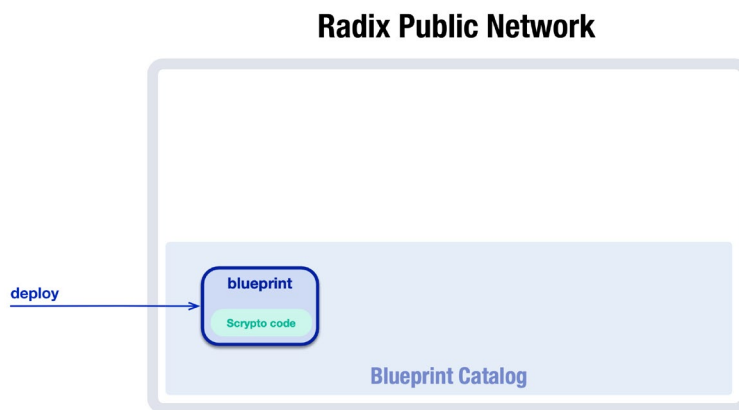 Radix Public Network
blueprint
deploy
Scrypto code
Blueprint Catalog